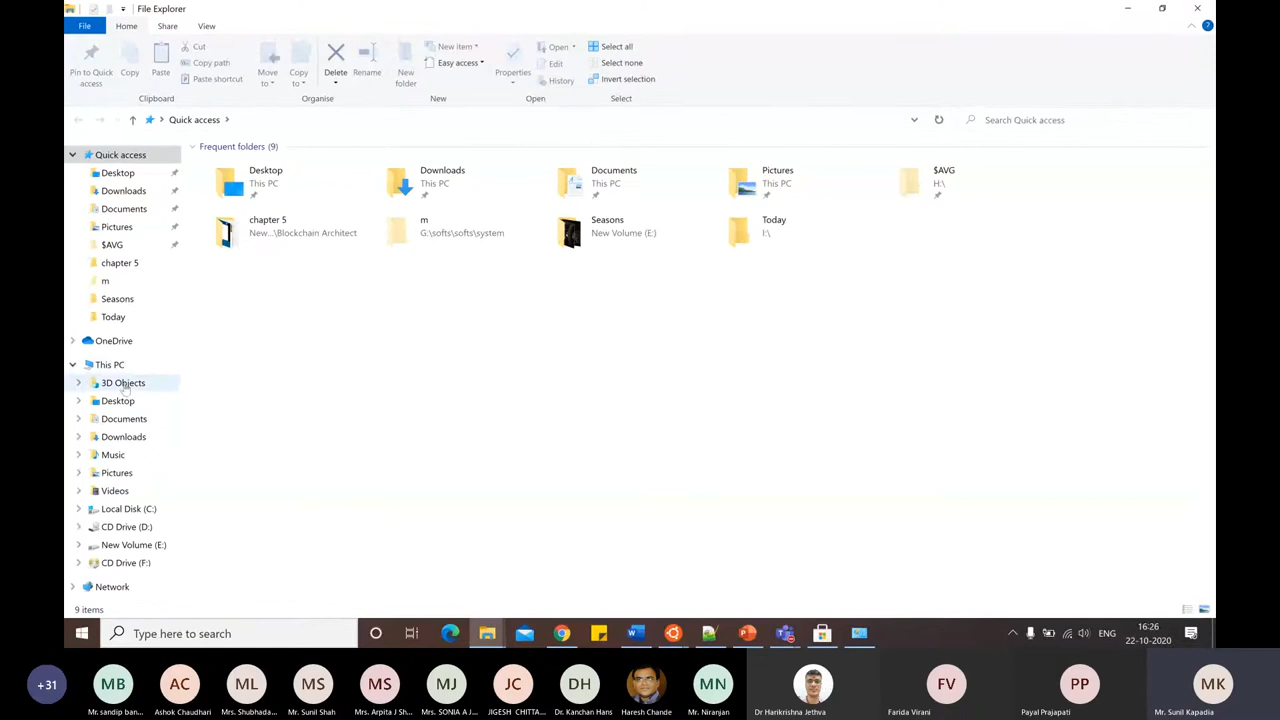 File Explorer
File Home Share View
Pin to Quick access
Copy
Paste
Cut
Copy path
Paste shortcut
Clipboard
Move to
Copy to
Delete
Rename
Organise
New folder
New item
Easy access
New
Properties
Open
Edit
History
Open
Select all
Select none
Invert selection
Select
Quick access
Search Quick access
Quick access
Desktop
Downloads
Documents
Pictures
$AVG
chapter 5
m
Seasons
Today
OneDrive
This PC
3D Objects
Desktop
Documents
Downloads
Music
Pictures
Videos
Local Disk (C:)
CD Drive (D:)
New Volume (E:)
CD Drive (F:)
Network
Frequent folders (9)
Desktop
This PC
Downloads
This PC
Documents
This PC
Pictures
This PC
$AVG
H:\
chapter 5
New...\Blockchain Architect
m
G:\softs\softs\system
Seasons
New Volume (E:)
Today
I:\
9 items
Type here to search
ENG
16:26
22-10-2020
+31
MB
Mr. sandip ban...
AC
Ashok Chaudhari
ML
Mrs. Shubhada...
MS
Mr. Sunil Shah
MS
Mrs. Arpita J Sh...
MJ
Mrs. SONIA A J...
JC
JIGESH CHITTA...
DH
Dr. Kanchan Hans
Haresh Chande
MN
Mr. Niranjan
Dr Harikrishna Jethva
FV
Farida Virani
PP
Payal Prajapati
MK
Mr. Sunil Kapadia